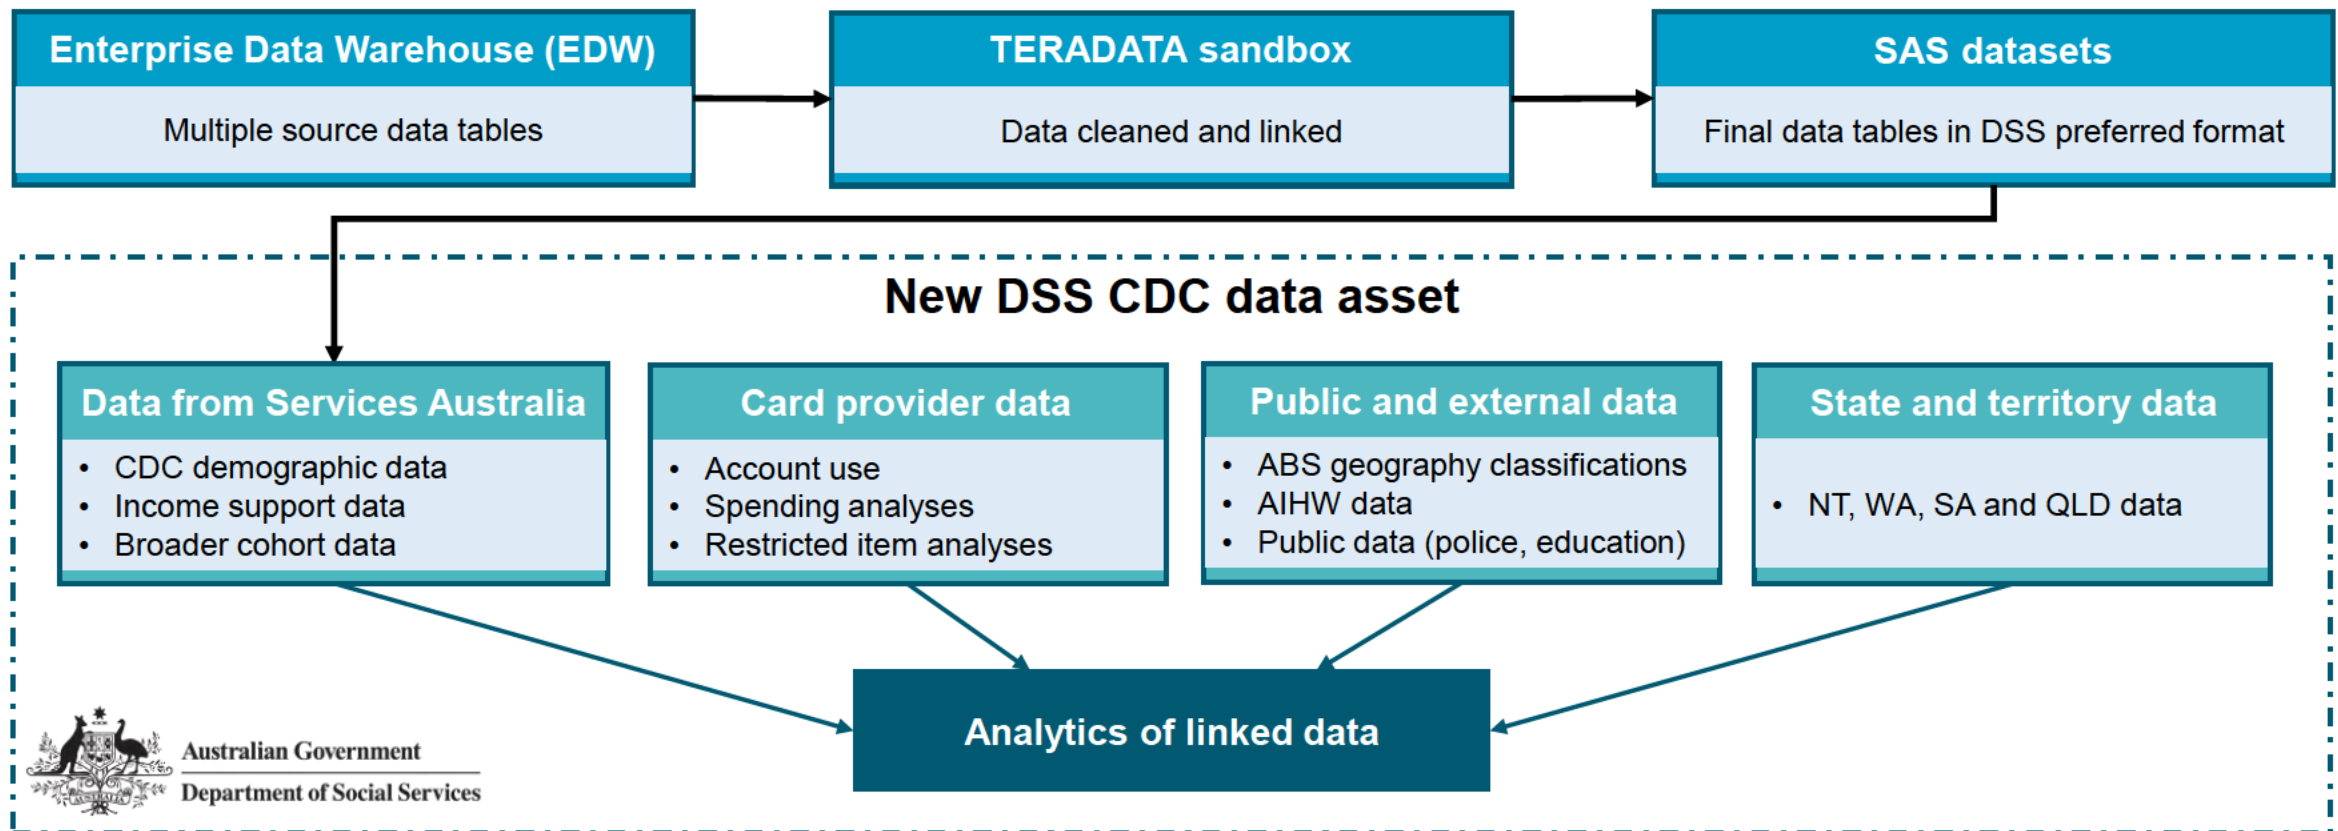 Enterprise Data Warehouse (EDW)
Multiple source data tables
TERADATA sandbox
Data cleaned and linked
SAS datasets
Final data tables in DSS preferred format
New DSS CDC data asset
Data from Services Australia
• CDC demographic data
• Income support data
• Broader cohort data
Card provider data
• Account use
• Spending analyses
• Restricted item analyses
Public and external data
• ABS geography classifications
• AIHW data
• Public data (police, education)
State and territory data
• NT, WA, SA and QLD data
Analytics of linked data
AUSTRALIA
Australian Government
Department of Social Services